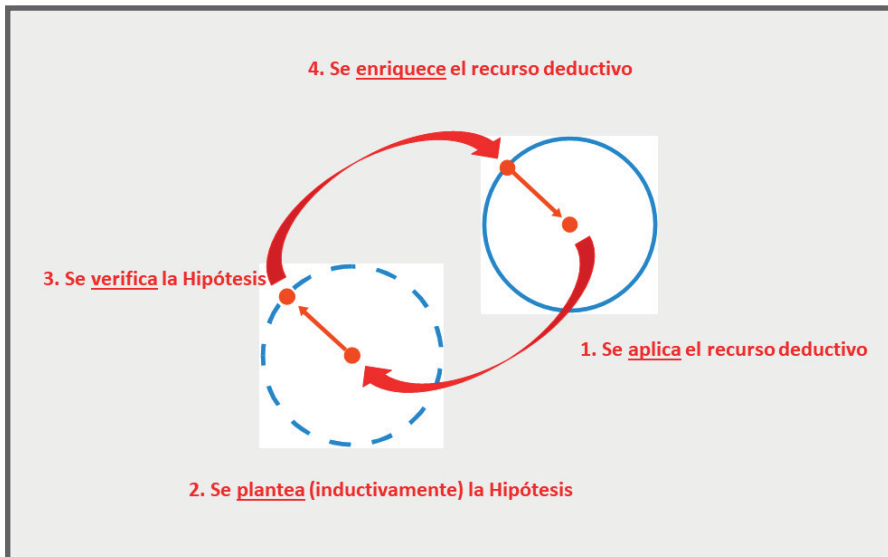 4. Se enriquece el recurso deductivo
3. Se verifica la Hipótesis
1. Se aplica el recurso deductivo
2. Se plantea (inductivamente) la Hipótesis